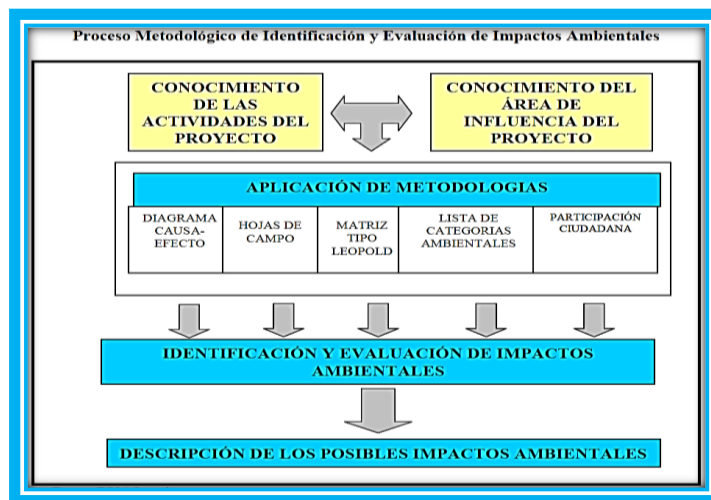 Proceso Metodológico de Identificación y Evaluación de Impactos Ambientales
CONOCIMIENTO
DE LAS
ACTIVIDADES DEL
PROYECTO
CONOCIMIENTO DEL
ÁREA DE
INFLUENCIA DEL
PROYECTO
APLICACIÓN DE METODOLOGIAS
DIAGRAMA
CAUSA-
EFECTO
HOJAS DE
CAMPO
MATRIZ
TIPO
LEOPOLD
LISTA DE
CATEGORIAS
AMBIENTALES
PARTICIPACIÓN
CIUDADANA
IDENTIFICACIÓN Y EVALUACIÓN DE IMPACTOS
AMBIENTALES
DESCRIPCIÓN DE LOS POSIBLES IMPACTOS AMBIENTALES